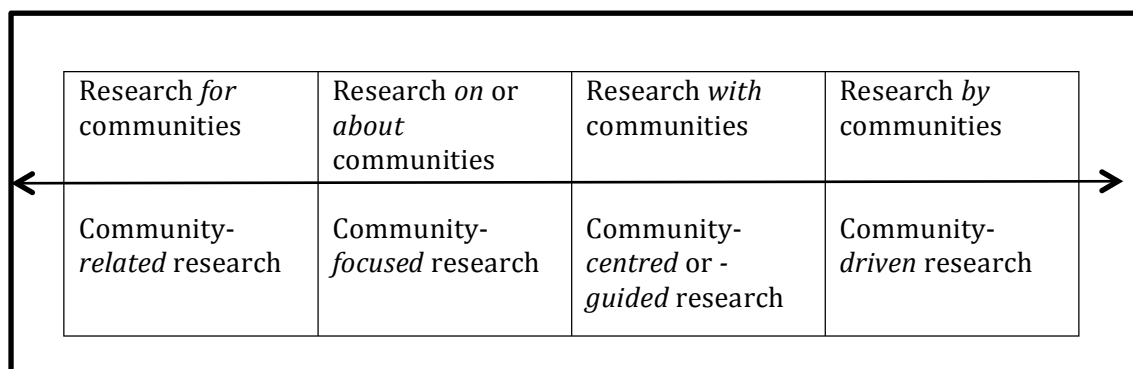 Research for
communities
Research on or
about
communities
Research with
communities
Research by
communities
Community-
related research
Community-
focused research
Community-
centred or -
guided research
Community-
driven research